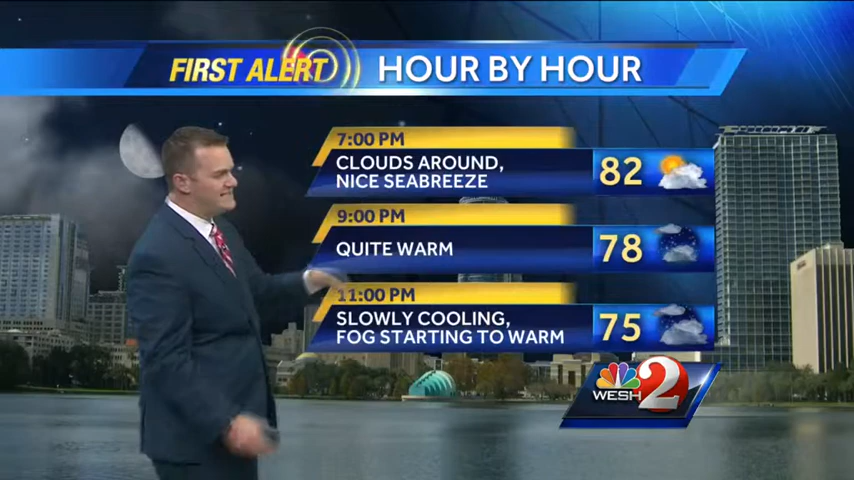 FIRST ALERT
HOUR BY HOUR
7:00 PM
CLOUDS AROUND,
NICE SEABREEZE
82
9:00 PM
QUITE WARM
78
11:00 PM
SLOWLY COOLING,
FOG STARTING TO WARM
75
WESH 2